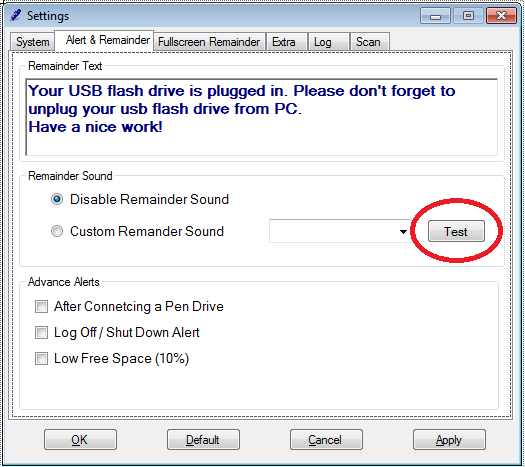 Settings
System Alert & Remainder Fullscreen Remainder Extra Log Scan
Remainder Text
Your USB flash drive is plugged in. Please don't forget to
unplug your usb flash drive from PC.
Have a nice work!
Remainder Sound
Disable Remainder Sound
Custom Remander Sound Test
Advance Alerts
After Connetcing a Pen Drive
Log Off / Shut Down Alert
Low Free Space (10%)
OK Default Cancel Apply